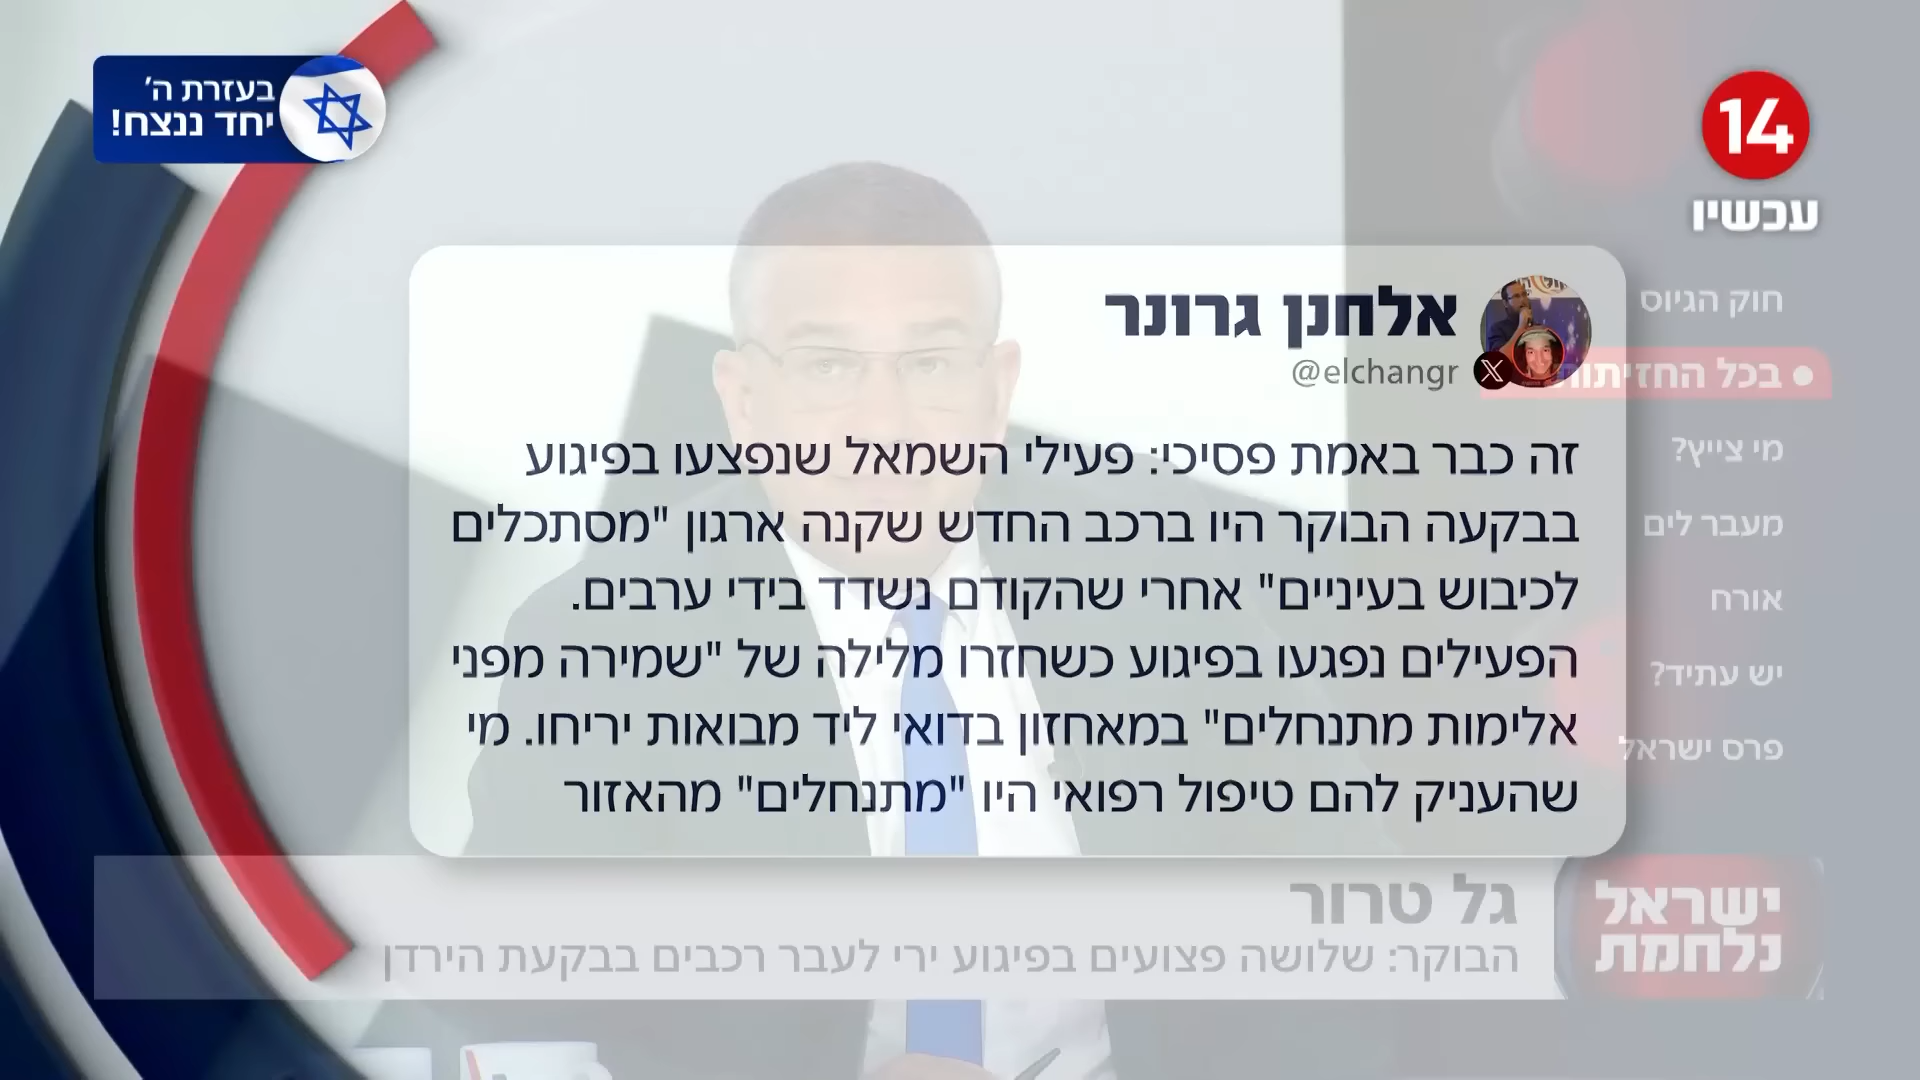 בעזרת ה'
יחד ננצח!
14
עכשיו
אלחנן גרונר
@elchangr
זה כבר באמת פסיכי: פעילי השמאל שנפצעו בפיגוע
בבקעה הבוקר היו ברכב החדש שקנה ארגון "מסתכלים
לכיבוש בעיניים" אחרי שהקודם נשדד בידי ערבים.
הפעילים נפגעו בפיגוע כשחזרו מלילה של "שמירה מפני
אלימות מתנחלים" במאחזון בדואי ליד מבואות יריחו. מי
שהעניק להם טיפול רפואי היו "מתנחלים" מהאזור
חוק הגיוס
בכל החזיתות
מי צייץ?
מעבר לים
אורח
יש עתיד?
פרס ישראל
גל טרור
הבוקר: שלושה פצועים בפיגוע ירי לעבר רכבים בבקעת הירדן
ישראל
נלחמת